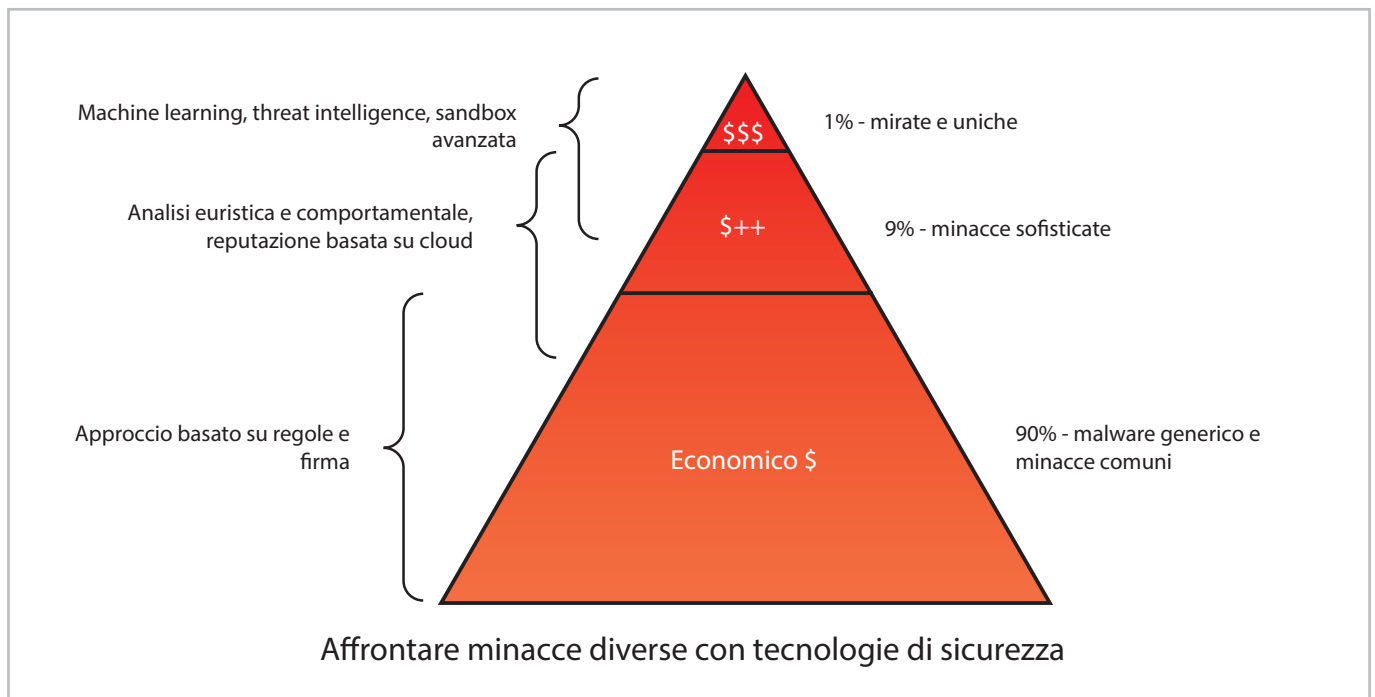 Machine learning, threat intelligence, sandbox
avanzata
$$$
1% - mirate e uniche
Analisi euristica e comportamentale,
reputazione basata su cloud
$++
9% - minacce sofisticate
Approccio basato su regole e
firma
Economico $
90% - malware generico e
minacce comuni
Affrontare minacce diverse con tecnologie di sicurezza